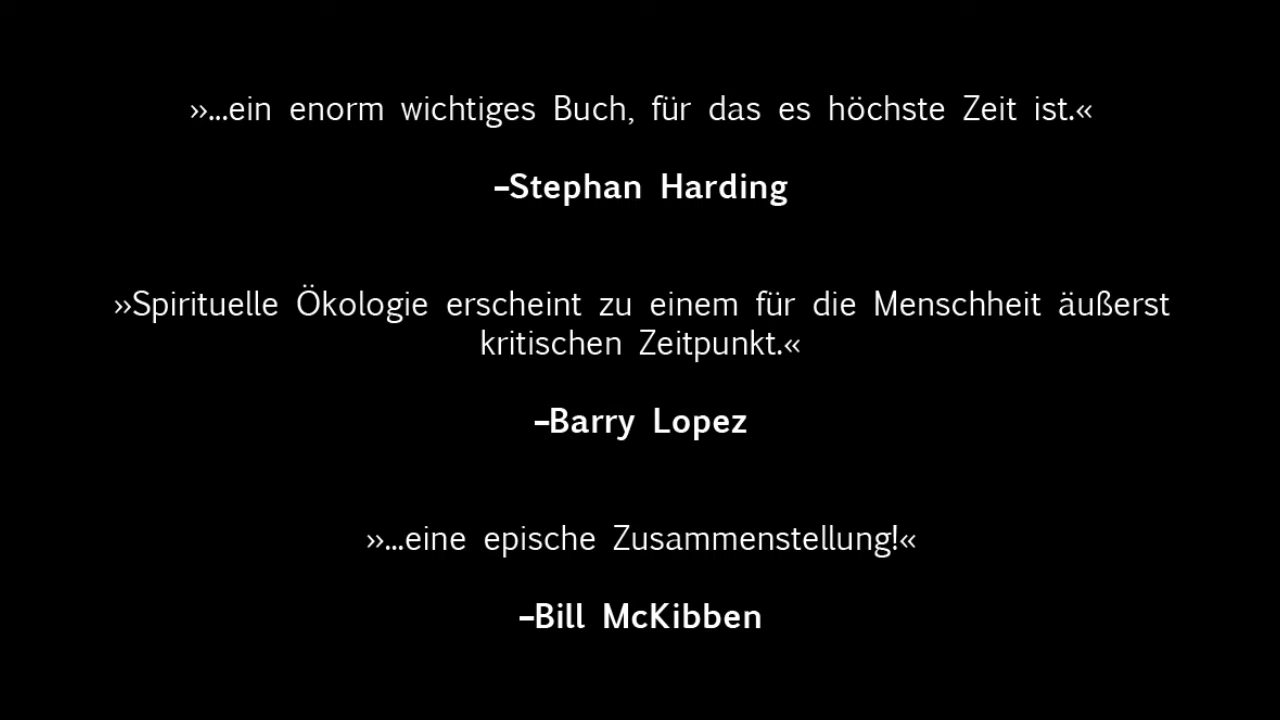 »...ein enorm wichtiges Buch, für das es höchste Zeit ist.«
–Stephan Harding
»Spirituelle Ökologie erscheint zu einem für die Menschheit äußerst
kritischen Zeitpunkt.«
–Barry Lopez
»...eine epische Zusammenstellung!«
–Bill McKibben